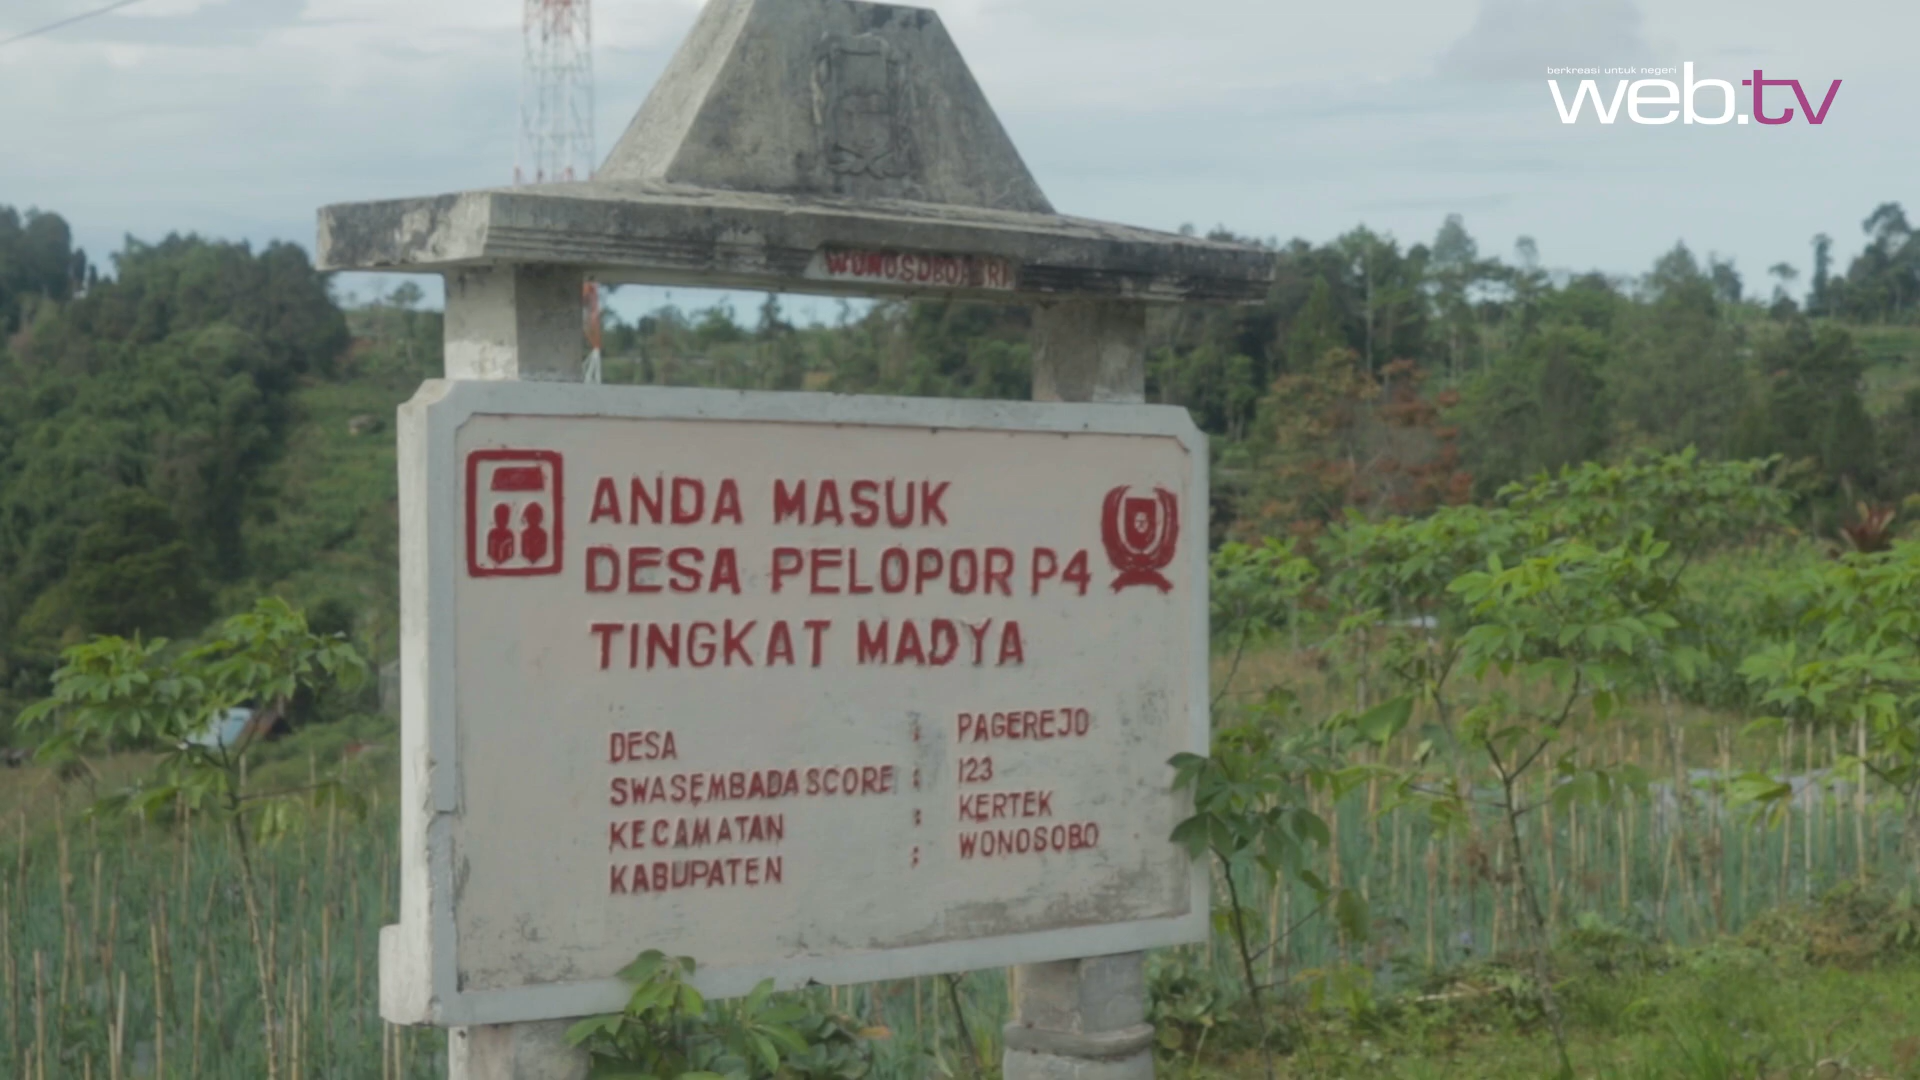 berkreasi untuk negeri
web.tv
WONOSOBO ASRI
ANDA MASUK
DESA PELOPOR P4
TINGKAT MADYA
DESA : PAGEREJO
SWASEMBADA SCORE : 123
KECAMATAN : KERTEK
KABUPATEN : WONOSOBO